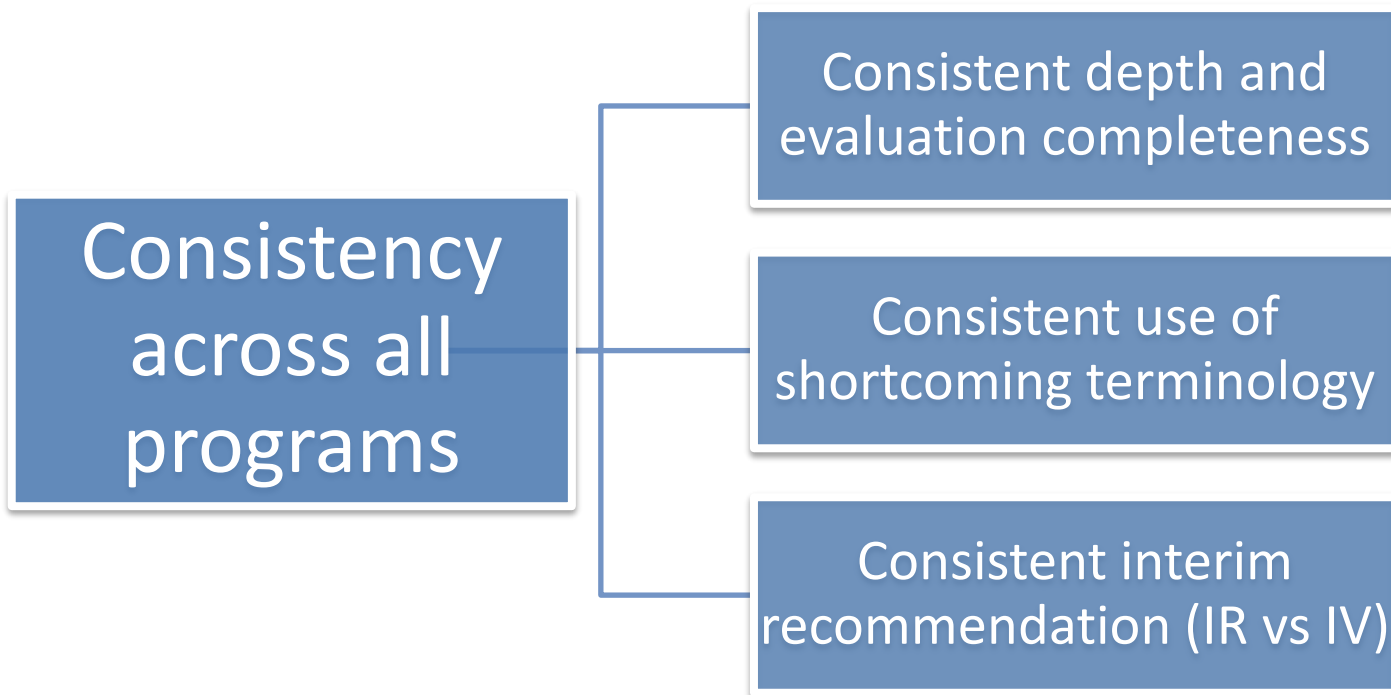 Consistency
across all
programs
Consistent depth and
evaluation completeness
Consistent use of
shortcoming terminology
Consistent interim
recommendation (IR vs IV)